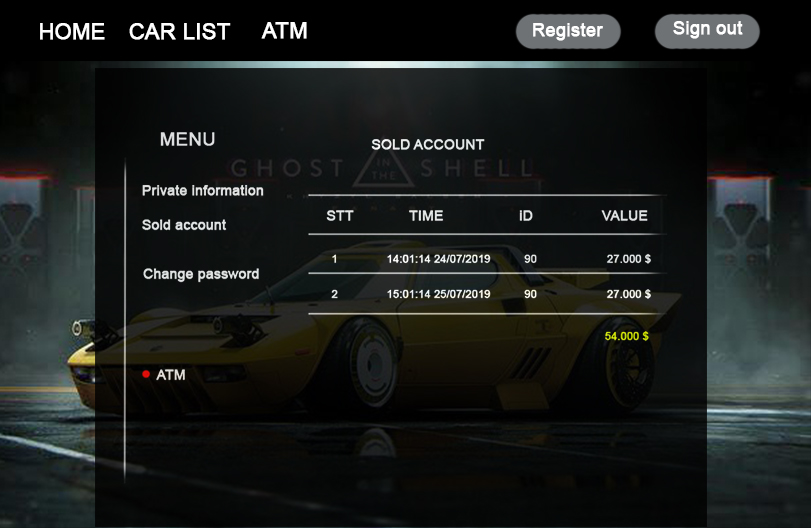 HOME CAR LIST ATM Register Sign out
MENU
SOLD ACCOUNT
GHOST IN THE SHELL
Private information
Sold account
Change password
ATM
STT TIME ID VALUE
1 14:01:14 24/07/2019 90 27.000 $
2 15:01:14 25/07/2019 90 27.000 $
54.000 $